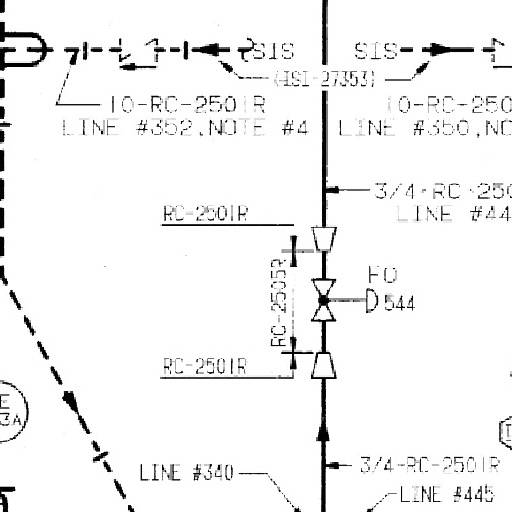 SIS SIS
(HSI-27353)
10-RC-2501R 10-RC-250
LINE #352,NOTE #4 LINE #350,NO
3/4-RC-250
LINE #44
RC-2501R
RC-2505R
FO
544
RC-2501R
E
3A
3/4-RC-2501R
LINE #340
LINE #445